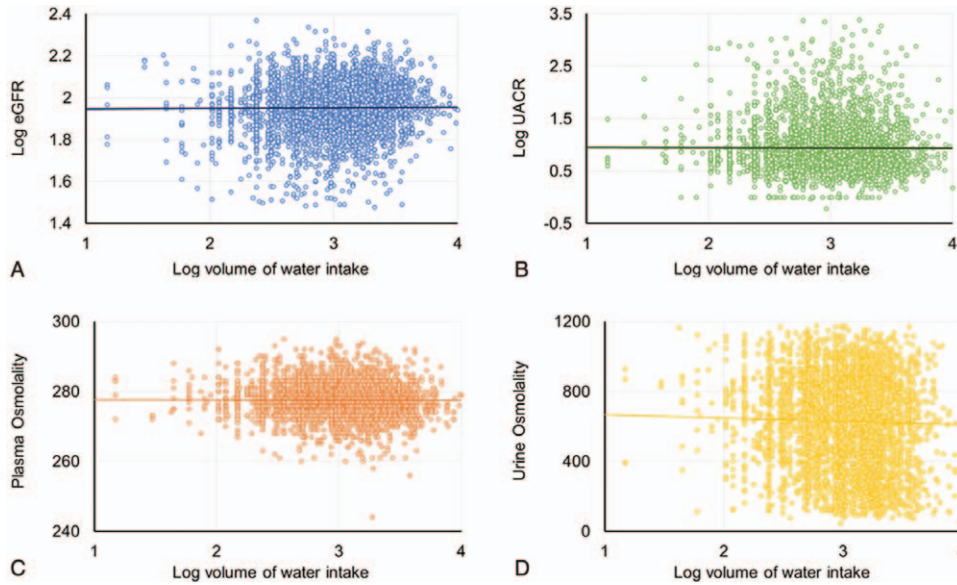 2.4
2.2
2
1.8
1.6
1.4
Log eGFR
1 2 3 4
A Log volume of water intake
3.5
2.5
1.5
0.5
-0.5
Log UACR
1 2 3 4
B Log volume of water intake
300
280
260
240
Plasma Osmolality
1 2 3 4
C Log volume of water intake
1200
800
400
0
Urine Osmolality
1 2 3 4
D Log volume of water intake